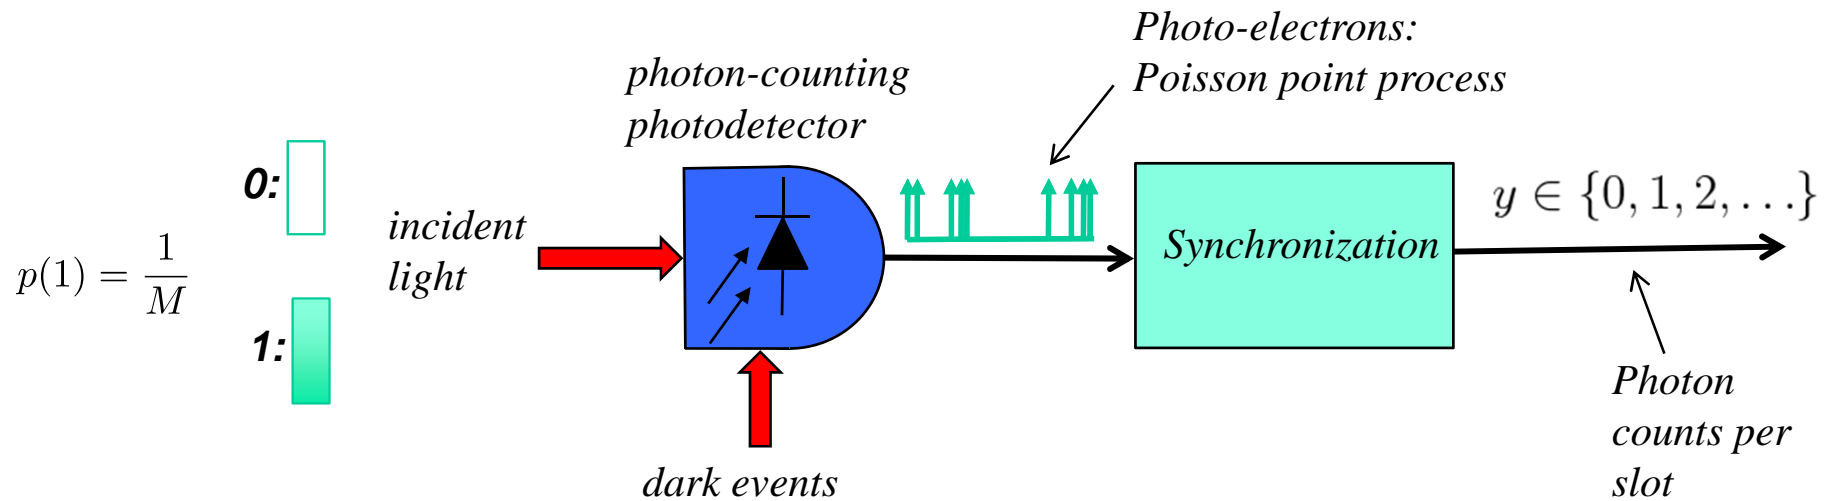 Photo-electrons:
Poisson point process
photon-counting
photodetector
0:
incident
light
p(1) = \frac{1}{M}
1:
Synchronization
y ∈ {0, 1, 2, . . .}
Photon
counts per
slot
dark events